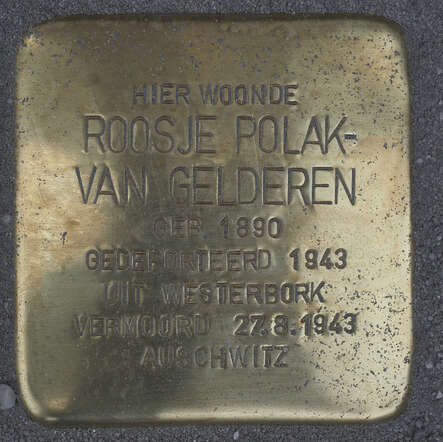 HIER WOONDE
ROOSJE POLAK-
VAN GELDEREN
GEB. 1890
GEDEPORTEERD 1943
UIT WESTERBORK
VERMOORD 27.8.1943
AUSCHWITZ